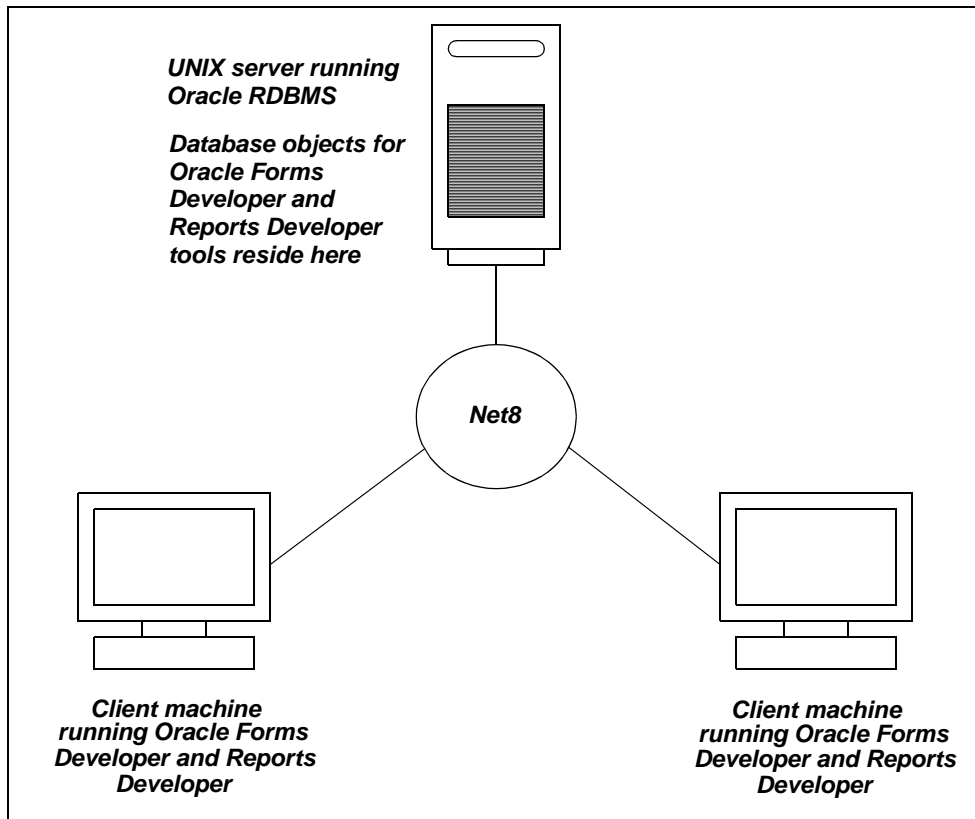 UNIX server running
Oracle RDBMS
Database objects for
Oracle Forms
Developer and
Reports Developer
tools reside here
Net8
Client machine
running Oracle Forms
Developer and Reports
Developer
Client machine
running Oracle Forms
Developer and Reports
Developer